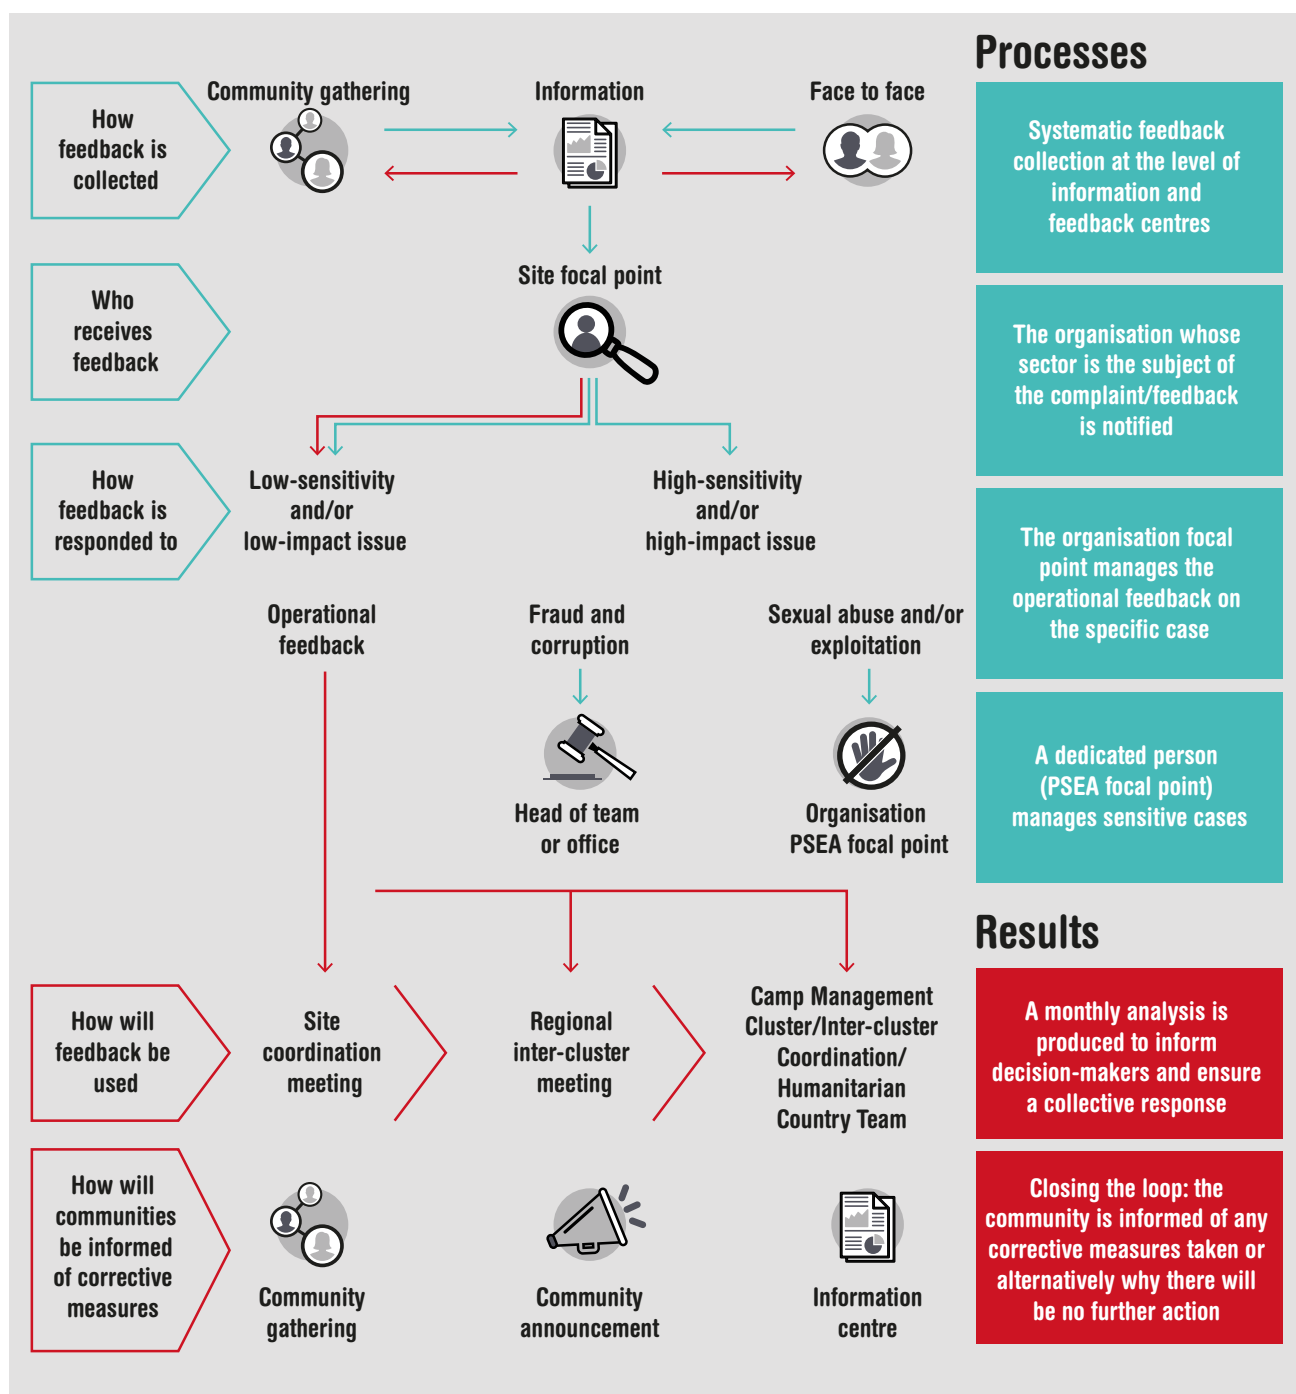 Processes
How
feedback is
collected
Community gathering
Information
Face to face
Systematic feedback
collection at the level of
information and
feedback centres
Who
receives
feedback
Site focal point
The organisation whose
sector is the subject of
the complaint/feedback
is notified
How
feedback is
responded to
Low-sensitivity
and/or
low-impact issue
High-sensitivity
and/or
high-impact issue
The organisation focal
point manages the
operational feedback on
the specific case
Operational
feedback
Fraud and
corruption
Sexual abuse and/or
exploitation
Head of team
or office
Organisation
PSEA focal point
A dedicated person
(PSEA focal point)
manages sensitive cases
Results
How will
feedback be
used
Site
coordination
meeting
Regional
inter-cluster
meeting
Camp Management
Cluster/Inter-cluster
Coordination/
Humanitarian
Country Team
A monthly analysis is
produced to inform
decision-makers and ensure
a collective response
How will
communities
be informed
of corrective
measures
Community
gathering
Community
announcement
Information
centre
Closing the loop: the
community is informed of any
corrective measures taken or
alternatively why there will
be no further action